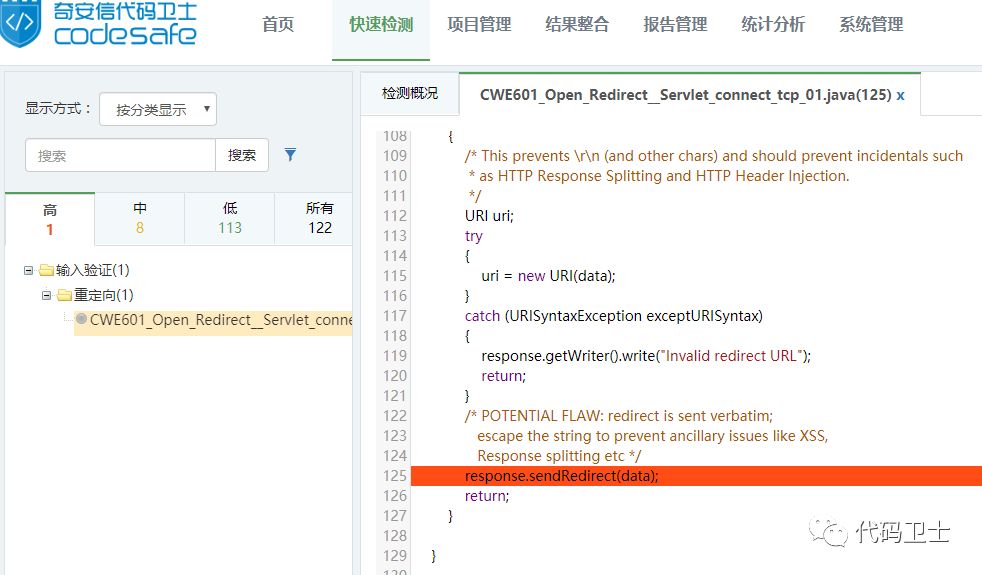 奇安信代码卫士
codesafe
首页 快速检测 项目管理 结果整合 报告管理 统计分析 系统管理
显示方式： 按分类显示
搜索 搜索
高 中 低 所有
1 8 113 122
输入验证(1)
重定向(1)
CWE601_Open_Redirect__Servlet_conne
检测概况 CWE601_Open_Redirect__Servlet_connect_tcp_01.java(125) x
108 {
109 /* This prevents \r\n (and other chars) and should prevent incidentals such
110 * as HTTP Response Splitting and HTTP Header Injection.
111 */
112 URI uri;
113 try
114 {
115 uri = new URI(data);
116 }
117 catch (URISyntaxException exceptURISyntax)
118 {
119 response.getWriter().write("Invalid redirect URL");
120 return;
121 }
122 /* POTENTIAL FLAW: redirect is sent verbatim;
123 escape the string to prevent ancillary issues like XSS,
124 Response splitting etc */
125 response.sendRedirect(data);
126 return;
127 }
128
129 }
代码卫士